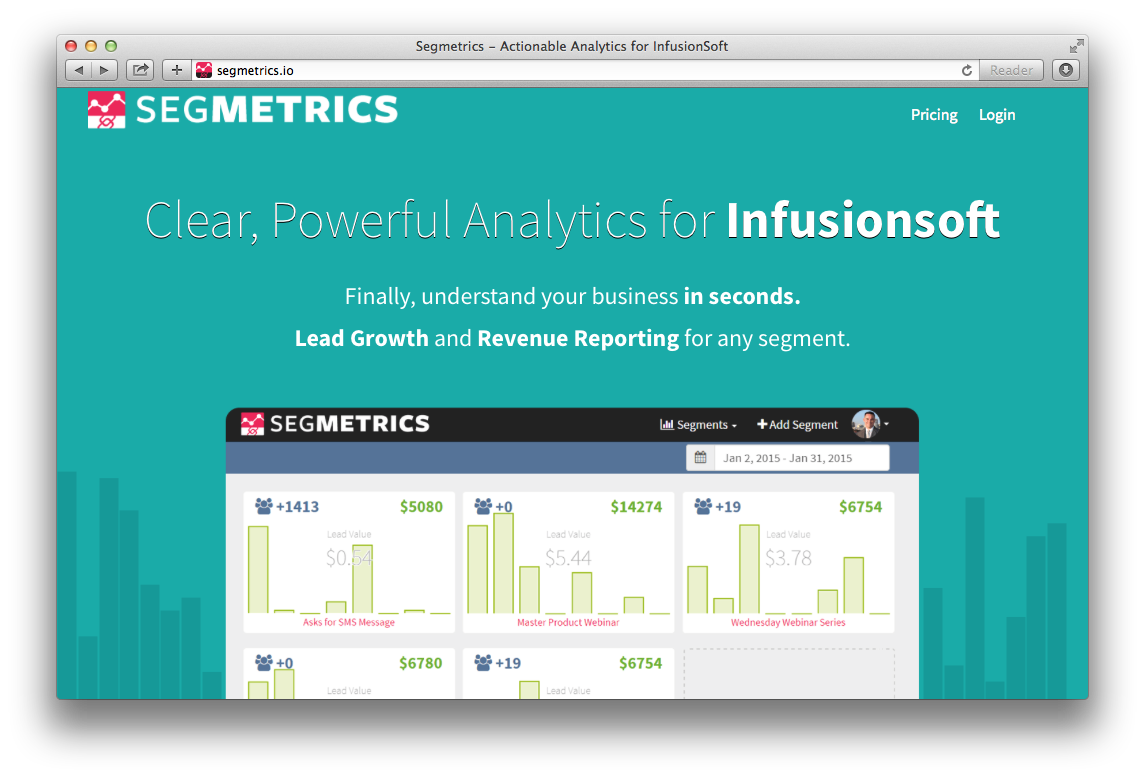 Segmetrics – Actionable Analytics for InfusionSoft
segmetrics.io
Reader
SEGMETRICS
Pricing Login
Clear, Powerful Analytics for Infusionsoft
Finally, understand your business in seconds.
Lead Growth and Revenue Reporting for any segment.
SEGMETRICS
Segments Add Segment
Jan 2, 2015 - Jan 31, 2015
+1413 $5080
Lead Value
$0.54
Asks for SMS Message
+0 $14274
Lead Value
$5.44
Master Product Webinar
+19 $6754
Lead Value
$3.78
Wednesday Webinar Series
+0 $6780
Lead Value
+19 $6754
Lead Value